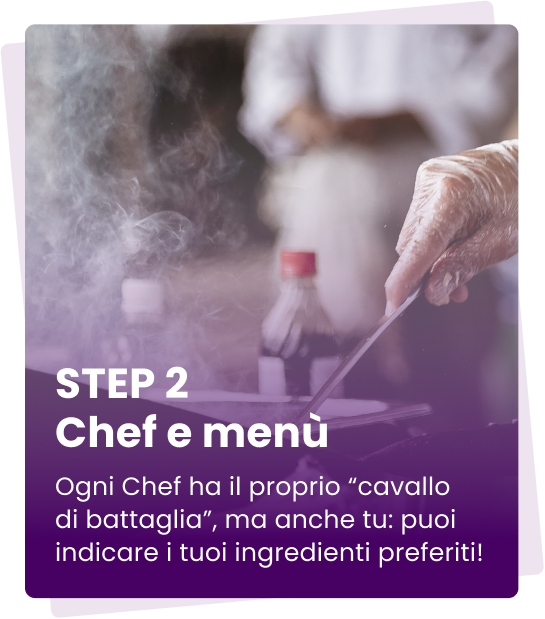 STEP 2
Chef e menù
Ogni Chef ha il proprio “cavallo
di battaglia”, ma anche tu: puoi
indicare i tuoi ingredienti preferiti!